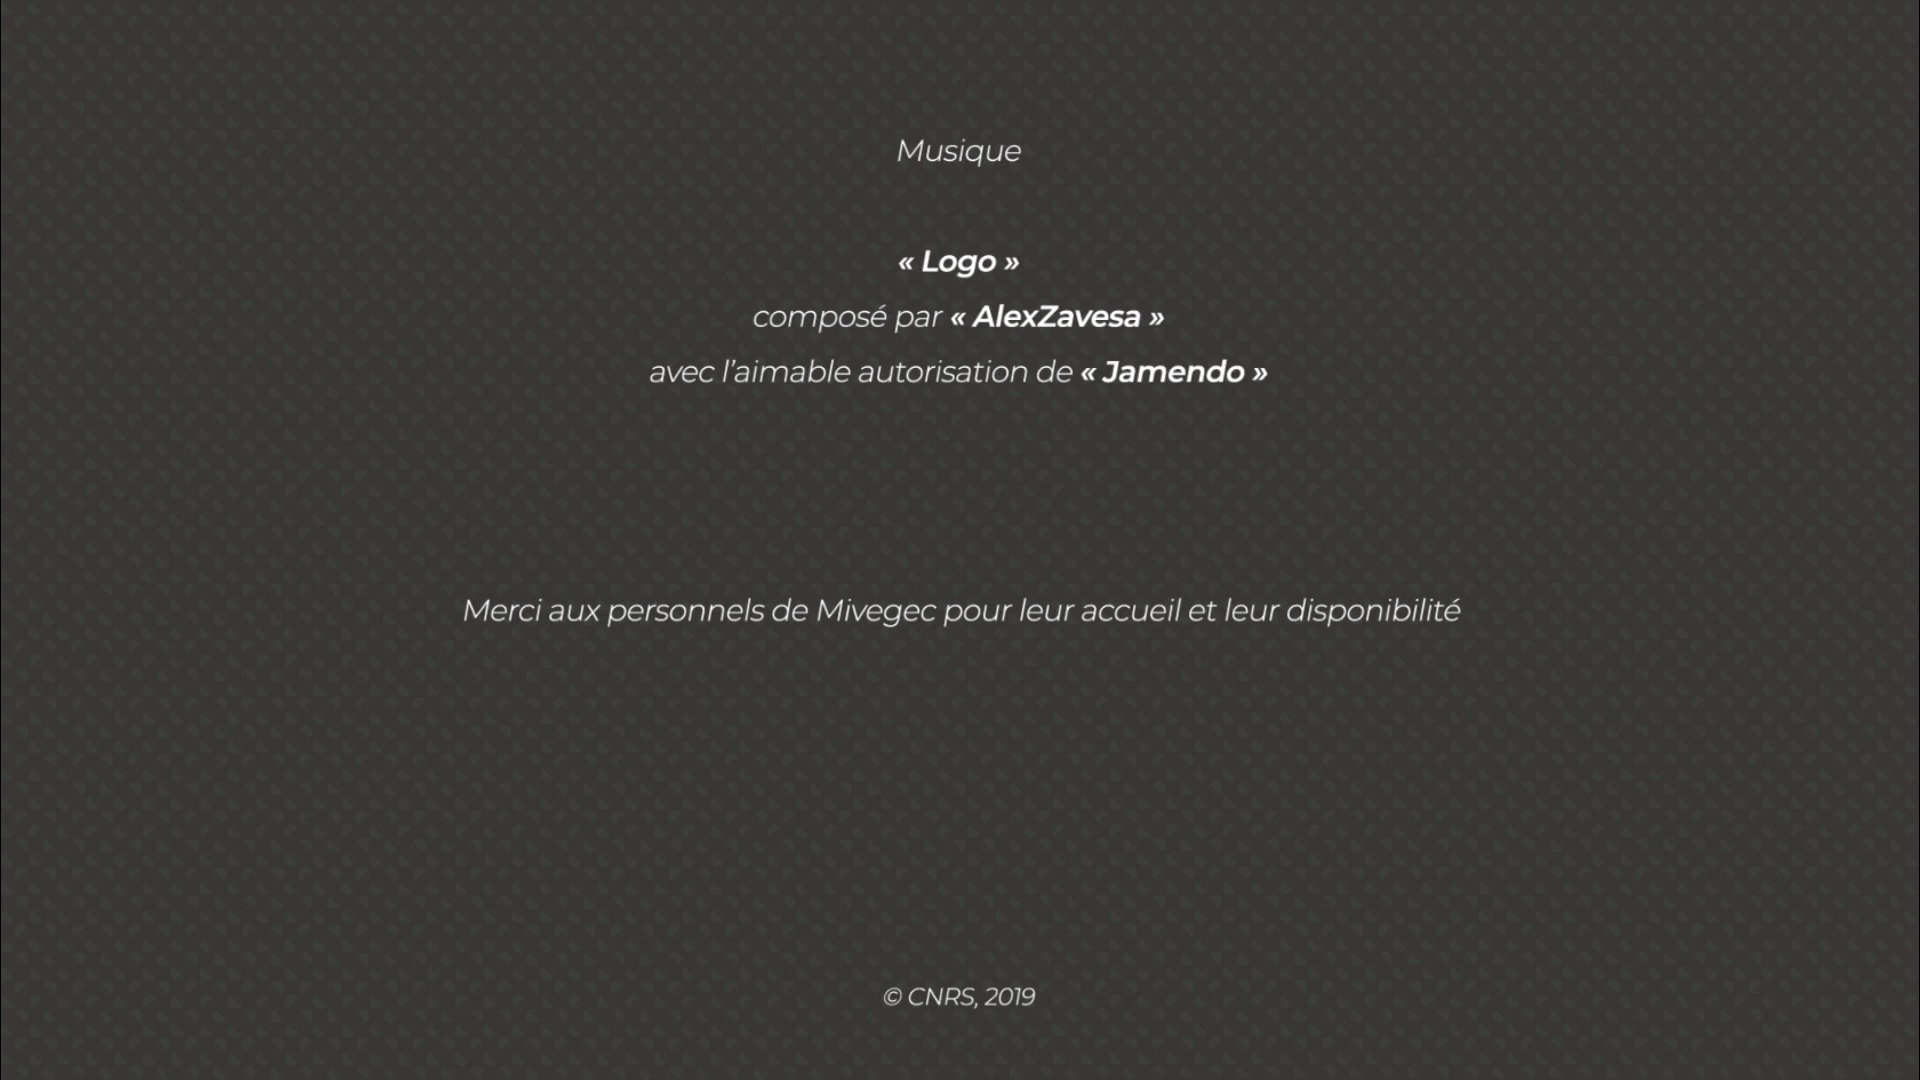 Musique
« Logo »
composé par « AlexZavesa »
avec l’aimable autorisation de « Jamendo »
Merci aux personnels de Mivegec pour leur accueil et leur disponibilité
© CNRS, 2019